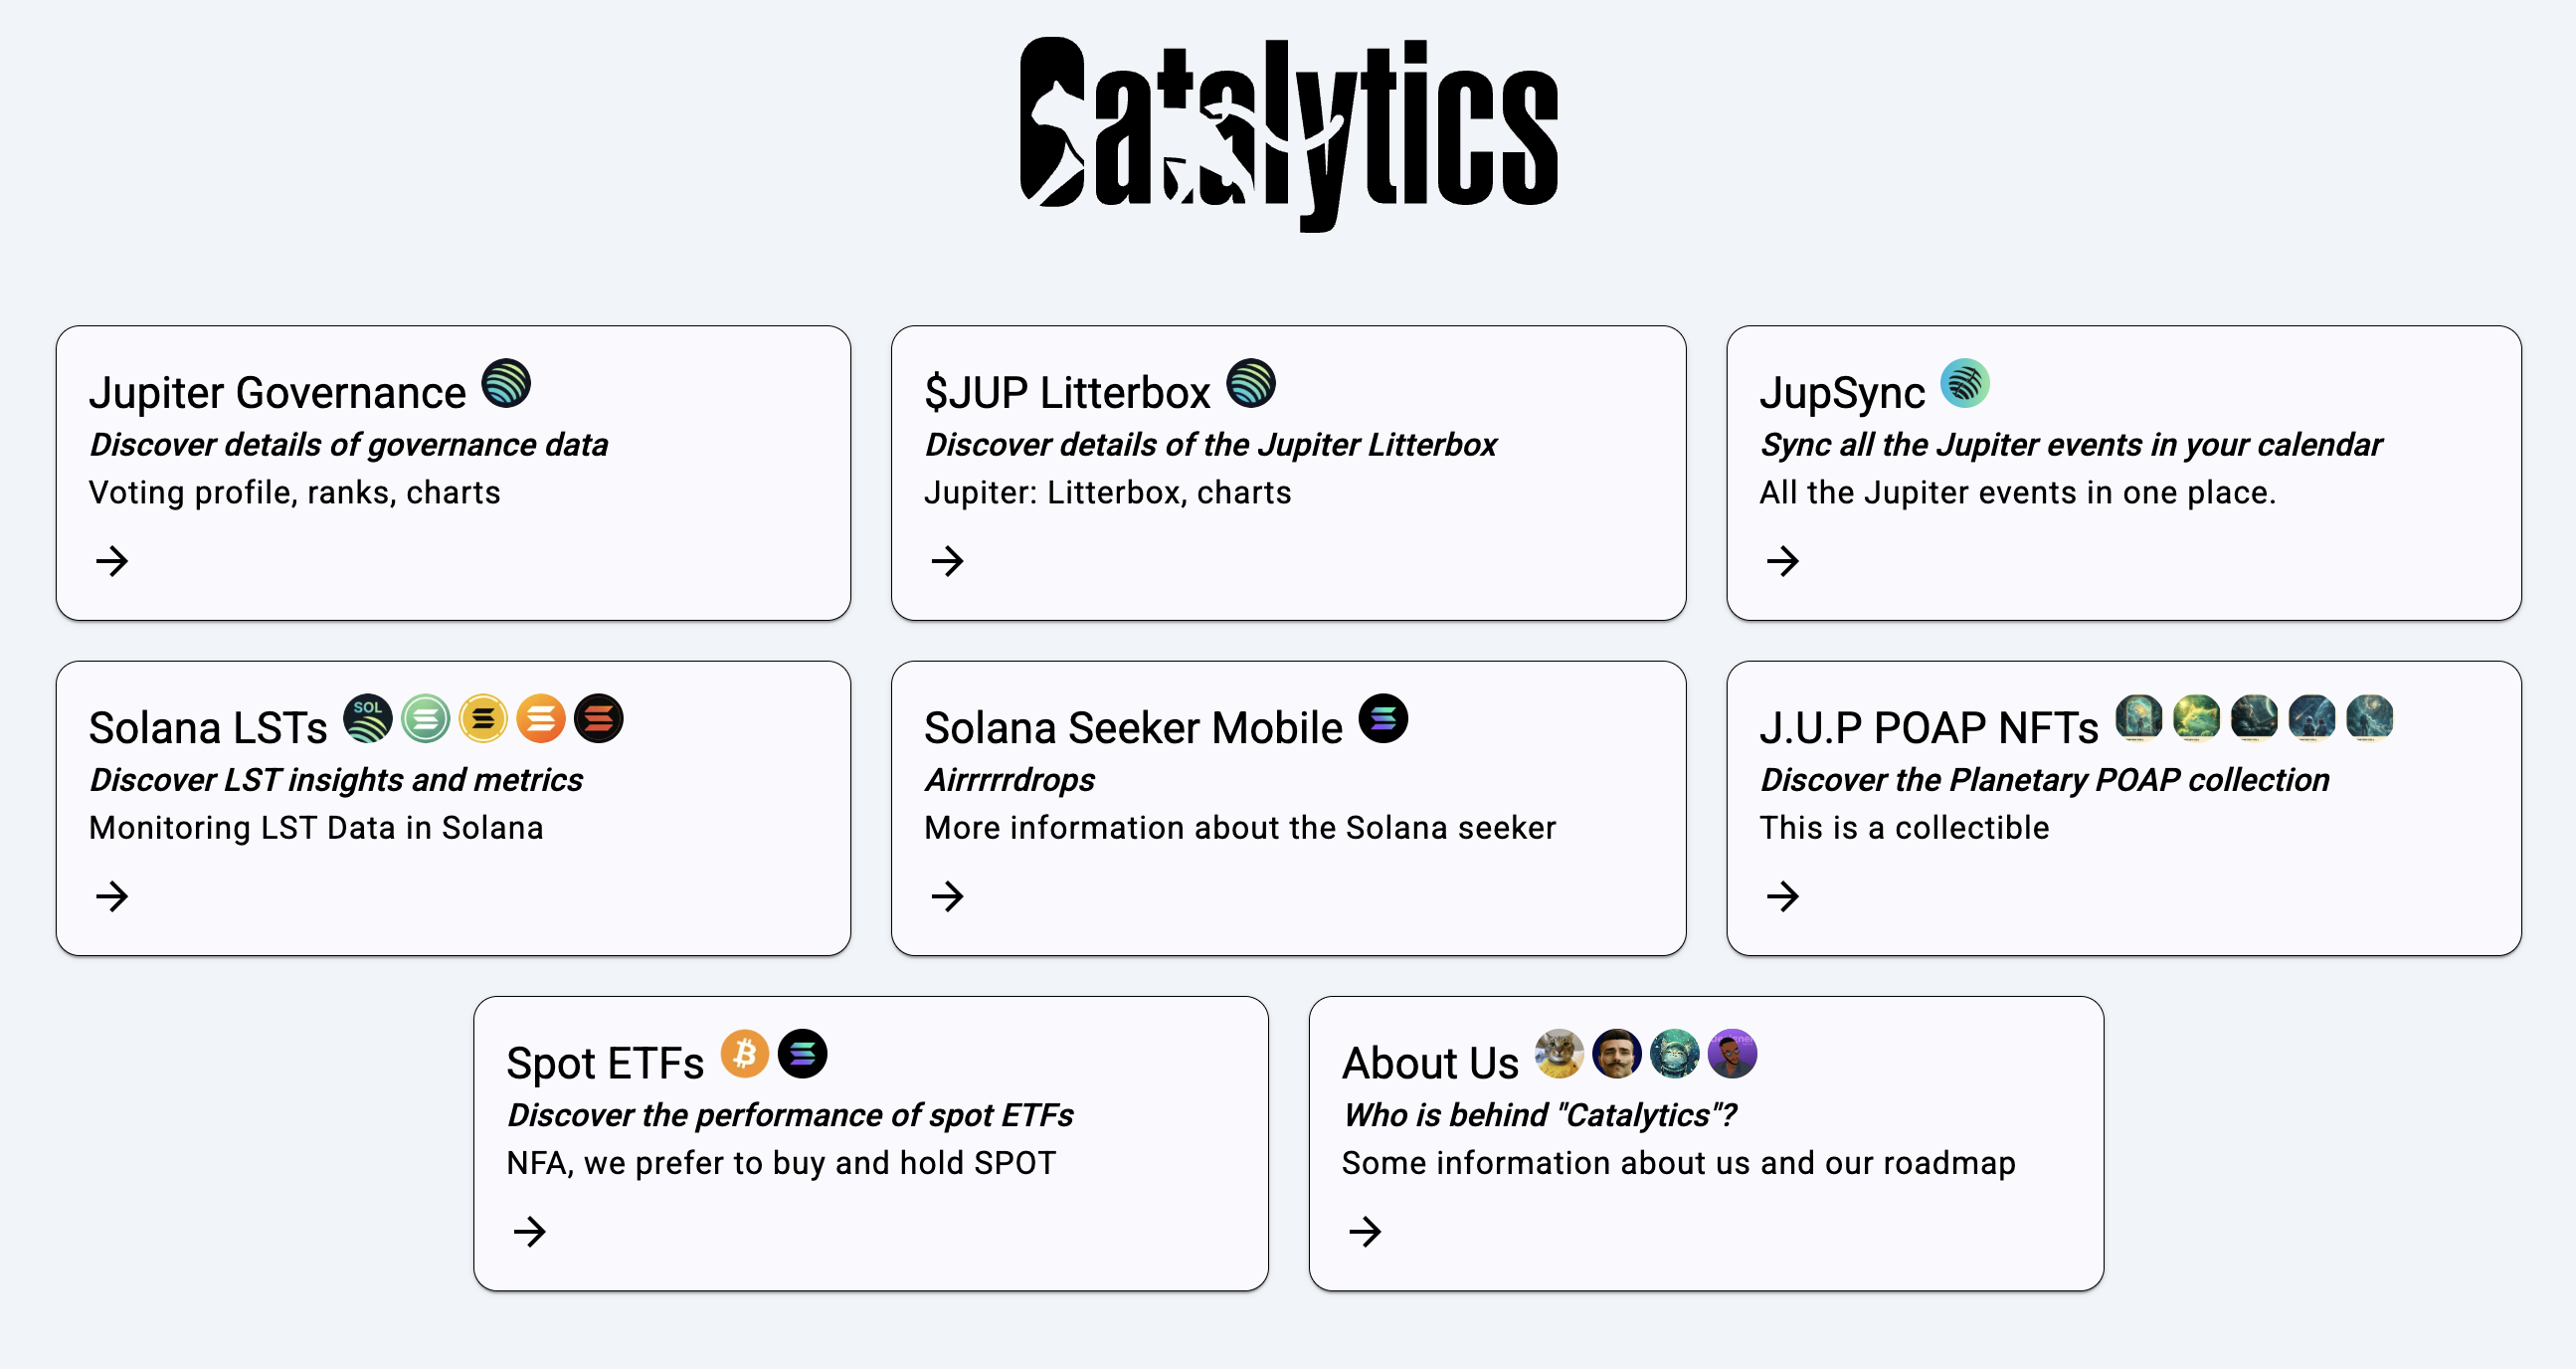 Catalytics
Jupiter Governance
Discover details of governance data
Voting profile, ranks, charts
$JUP Litterbox
Discover details of the Jupiter Litterbox
Jupiter: Litterbox, charts
JupSync
Sync all the Jupiter events in your calendar
All the Jupiter events in one place.
Solana LSTs
SOL
Discover LST insights and metrics
Monitoring LST Data in Solana
Solana Seeker Mobile
Airrrrrdrops
More information about the Solana seeker
J.U.P POAP NFTs
Discover the Planetary POAP collection
This is a collectible
Spot ETFs
Discover the performance of spot ETFs
NFA, we prefer to buy and hold SPOT
About Us
Who is behind "Catalytics"?
Some information about us and our roadmap